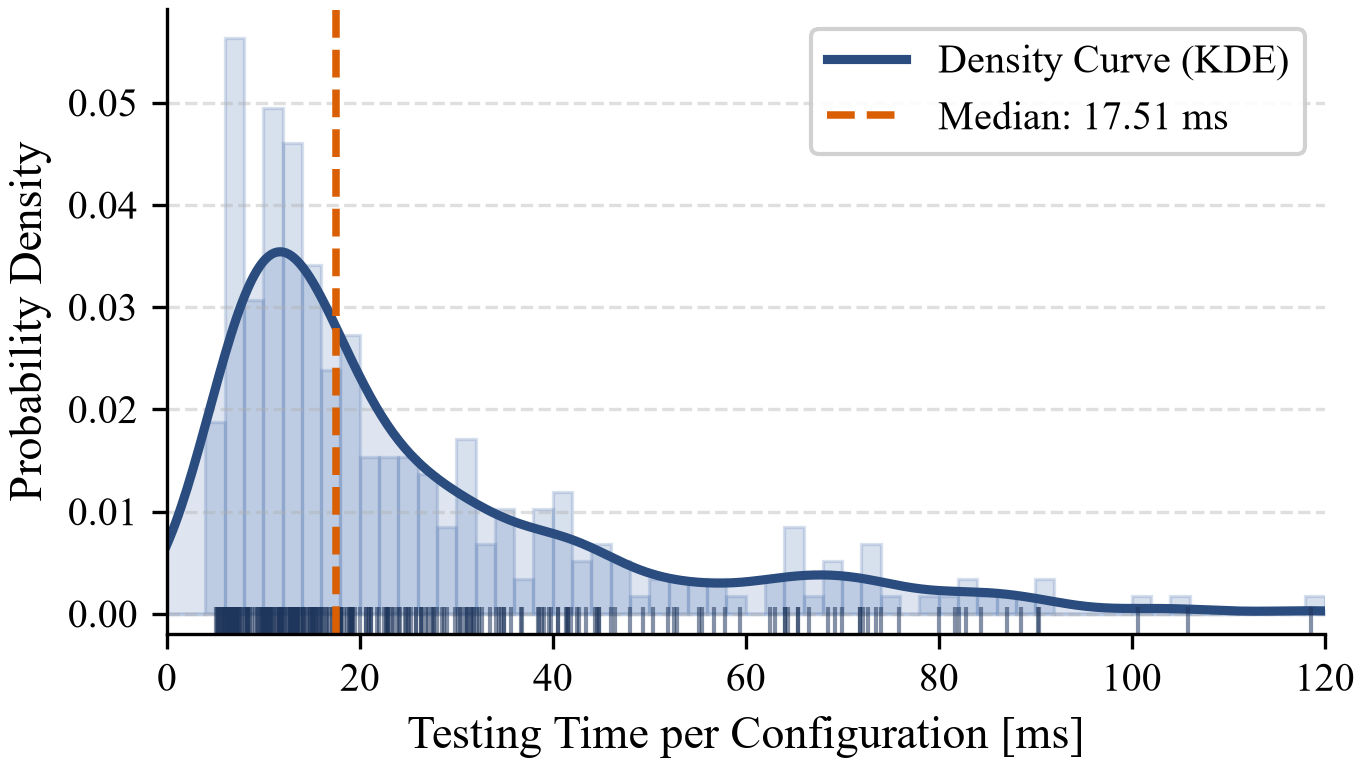 Density Curve (KDE)
Median: 17.51 ms
Probability Density
0.05
0.04
0.03
0.02
0.01
0.00
0 20 40 60 80 100 120
Testing Time per Configuration [ms]